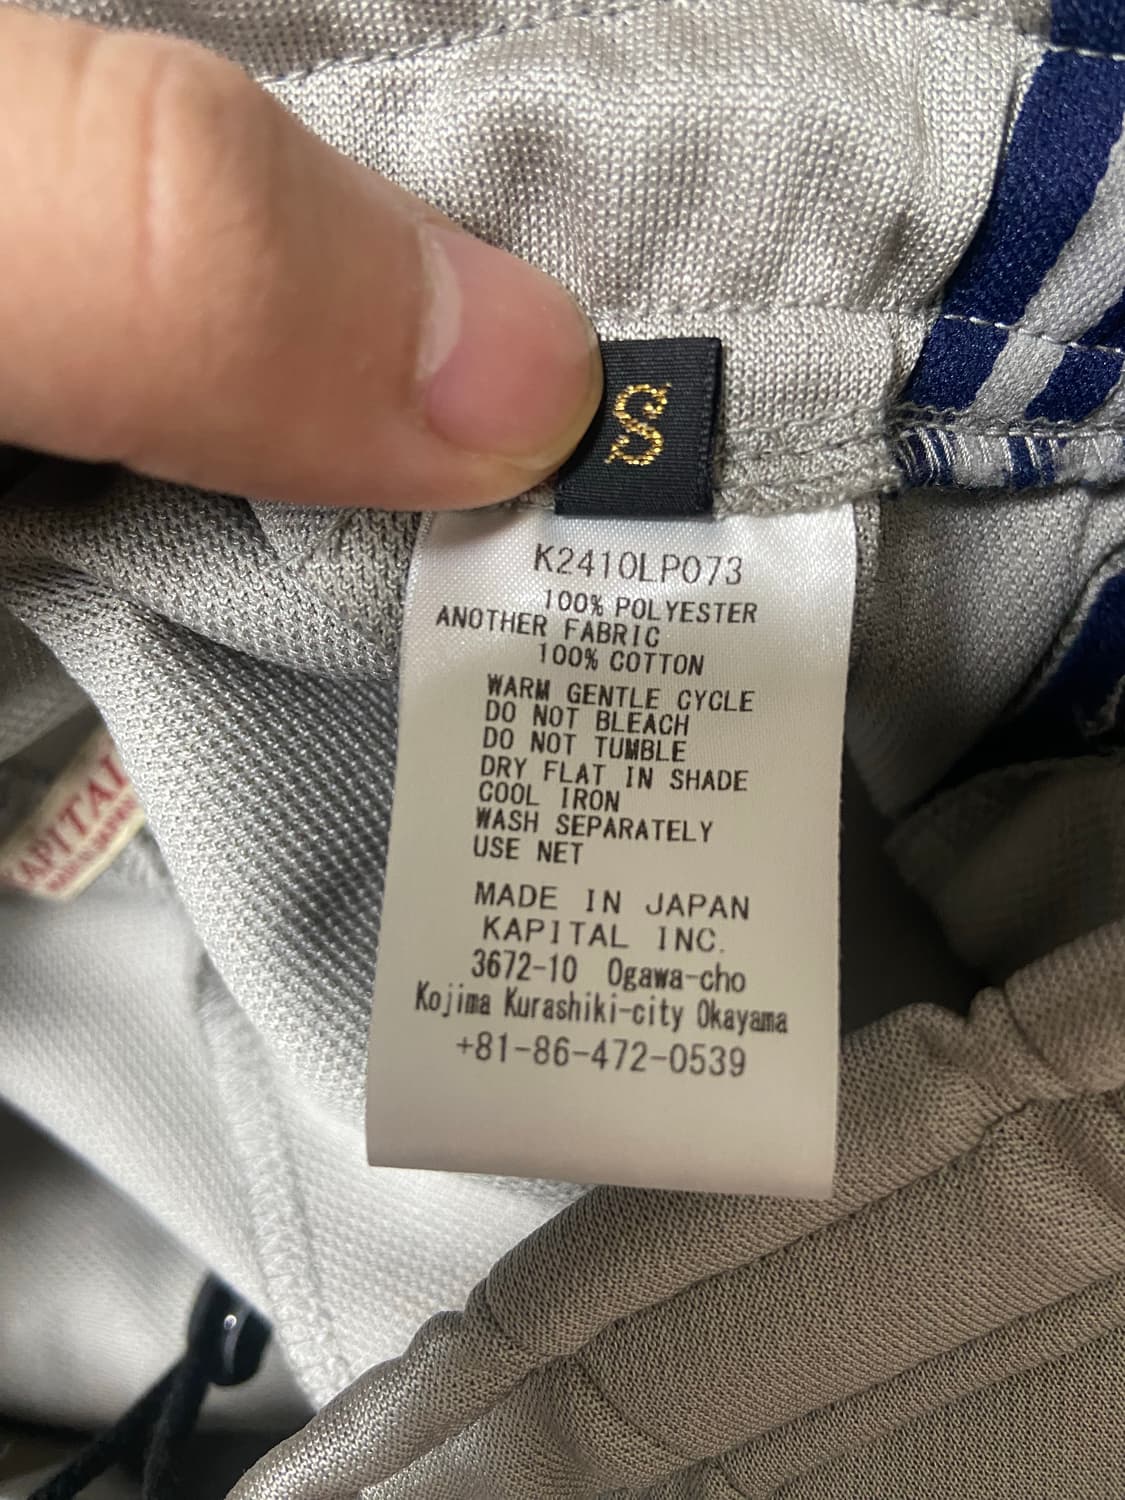 S
K2410LP073
100% POLYESTER
ANOTHER FABRIC
100% COTTON
WARM GENTLE CYCLE
DO NOT BLEACH
DO NOT TUMBLE
DRY FLAT IN SHADE
COOL IRON
WASH SEPARATELY
USE NET
MADE IN JAPAN
KAPITAL INC.
3672-10 Ogawa-cho
Kojima Kurashiki-city Okayama
+81-86-472-0539
KAPITAL